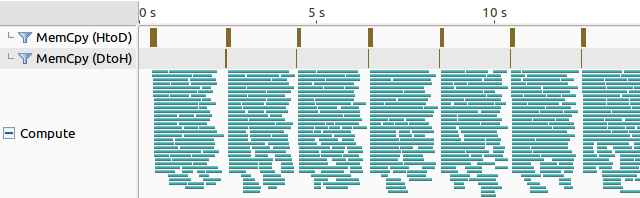 0 s
5 s
10 s
MemCpy (HtoD)
MemCpy (DtoH)
Compute